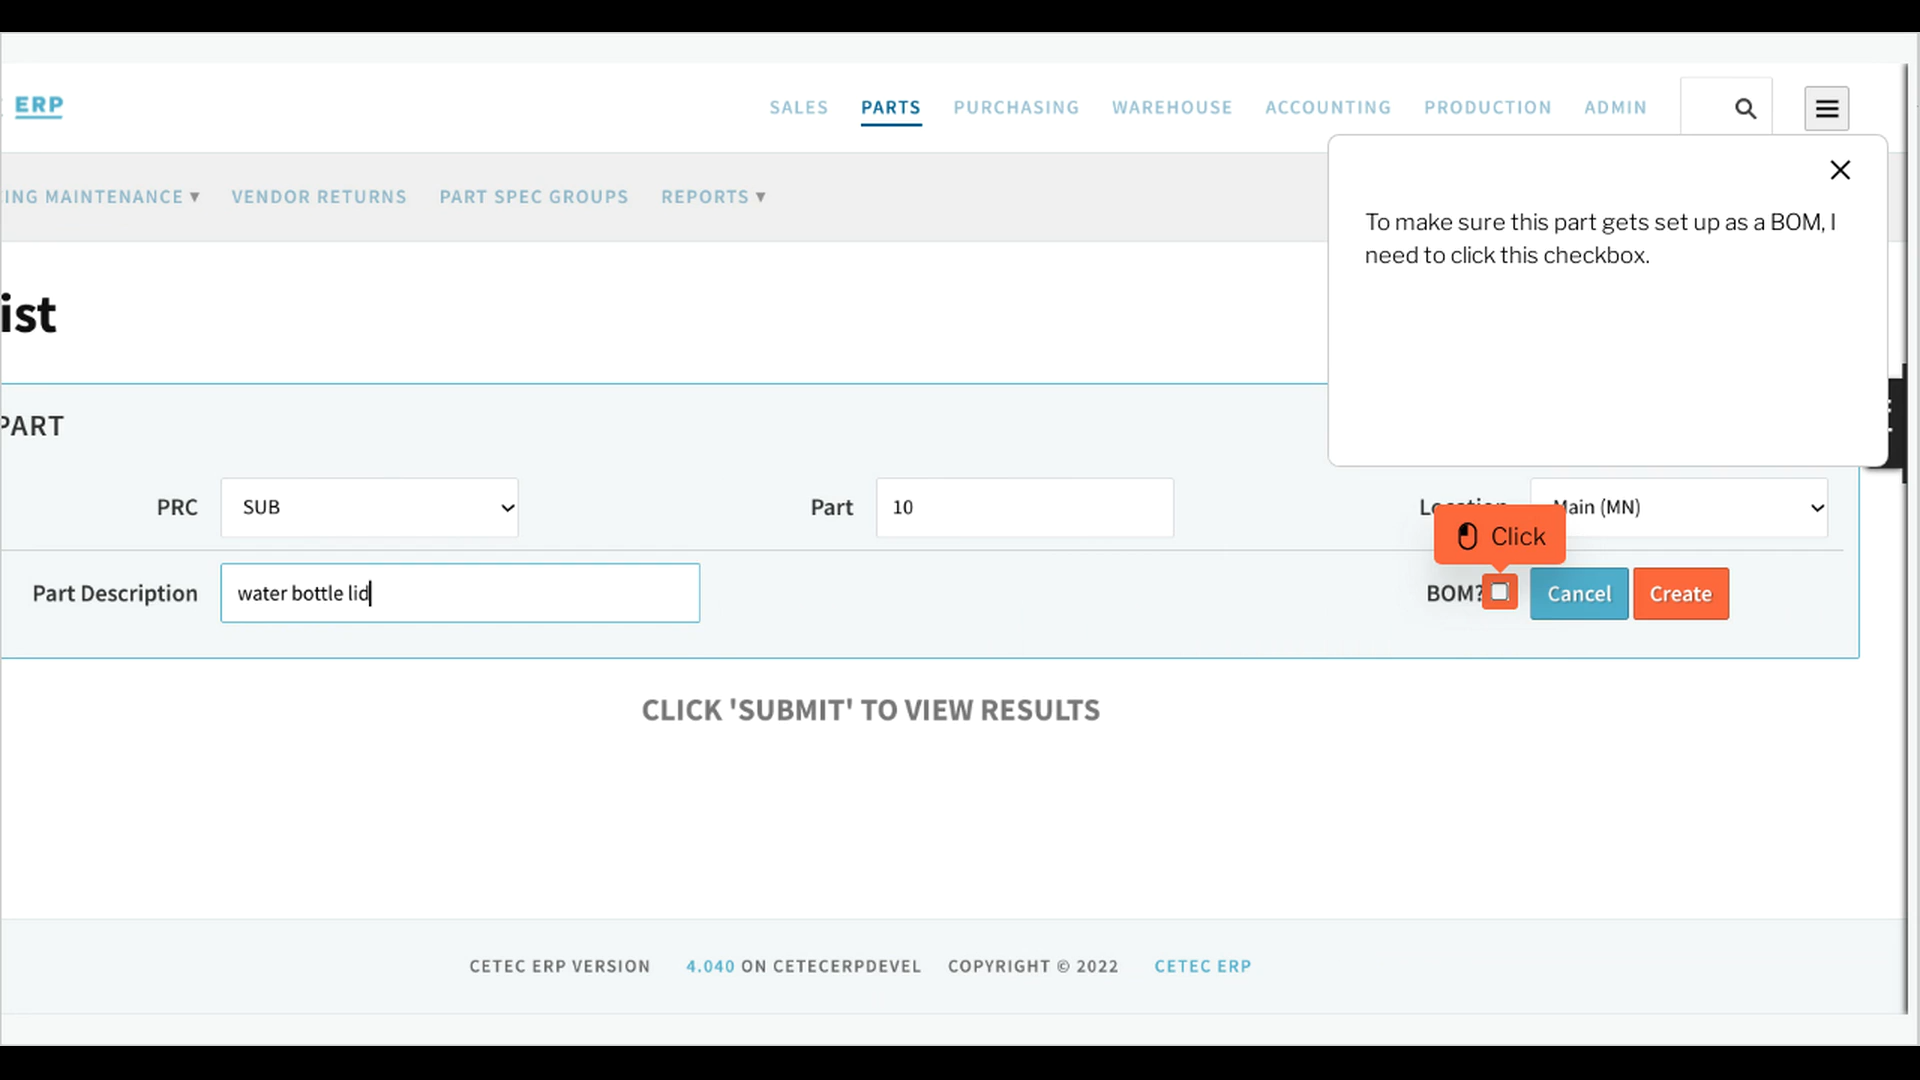 ERP
SALES PARTS PURCHASING WAREHOUSE ACCOUNTING PRODUCTION ADMIN
ING MAINTENANCE ▾ VENDOR RETURNS PART SPEC GROUPS REPORTS ▾
To make sure this part gets set up as a BOM, I
need to click this checkbox.
ist
PART
PRC SUB Part 10 Location Main (MN)
Click
Part Description water bottle lid BOM? Cancel Create
CLICK 'SUBMIT' TO VIEW RESULTS
CETEC ERP VERSION 4.040 ON CETECERPDEVEL COPYRIGHT © 2022 CETEC ERP